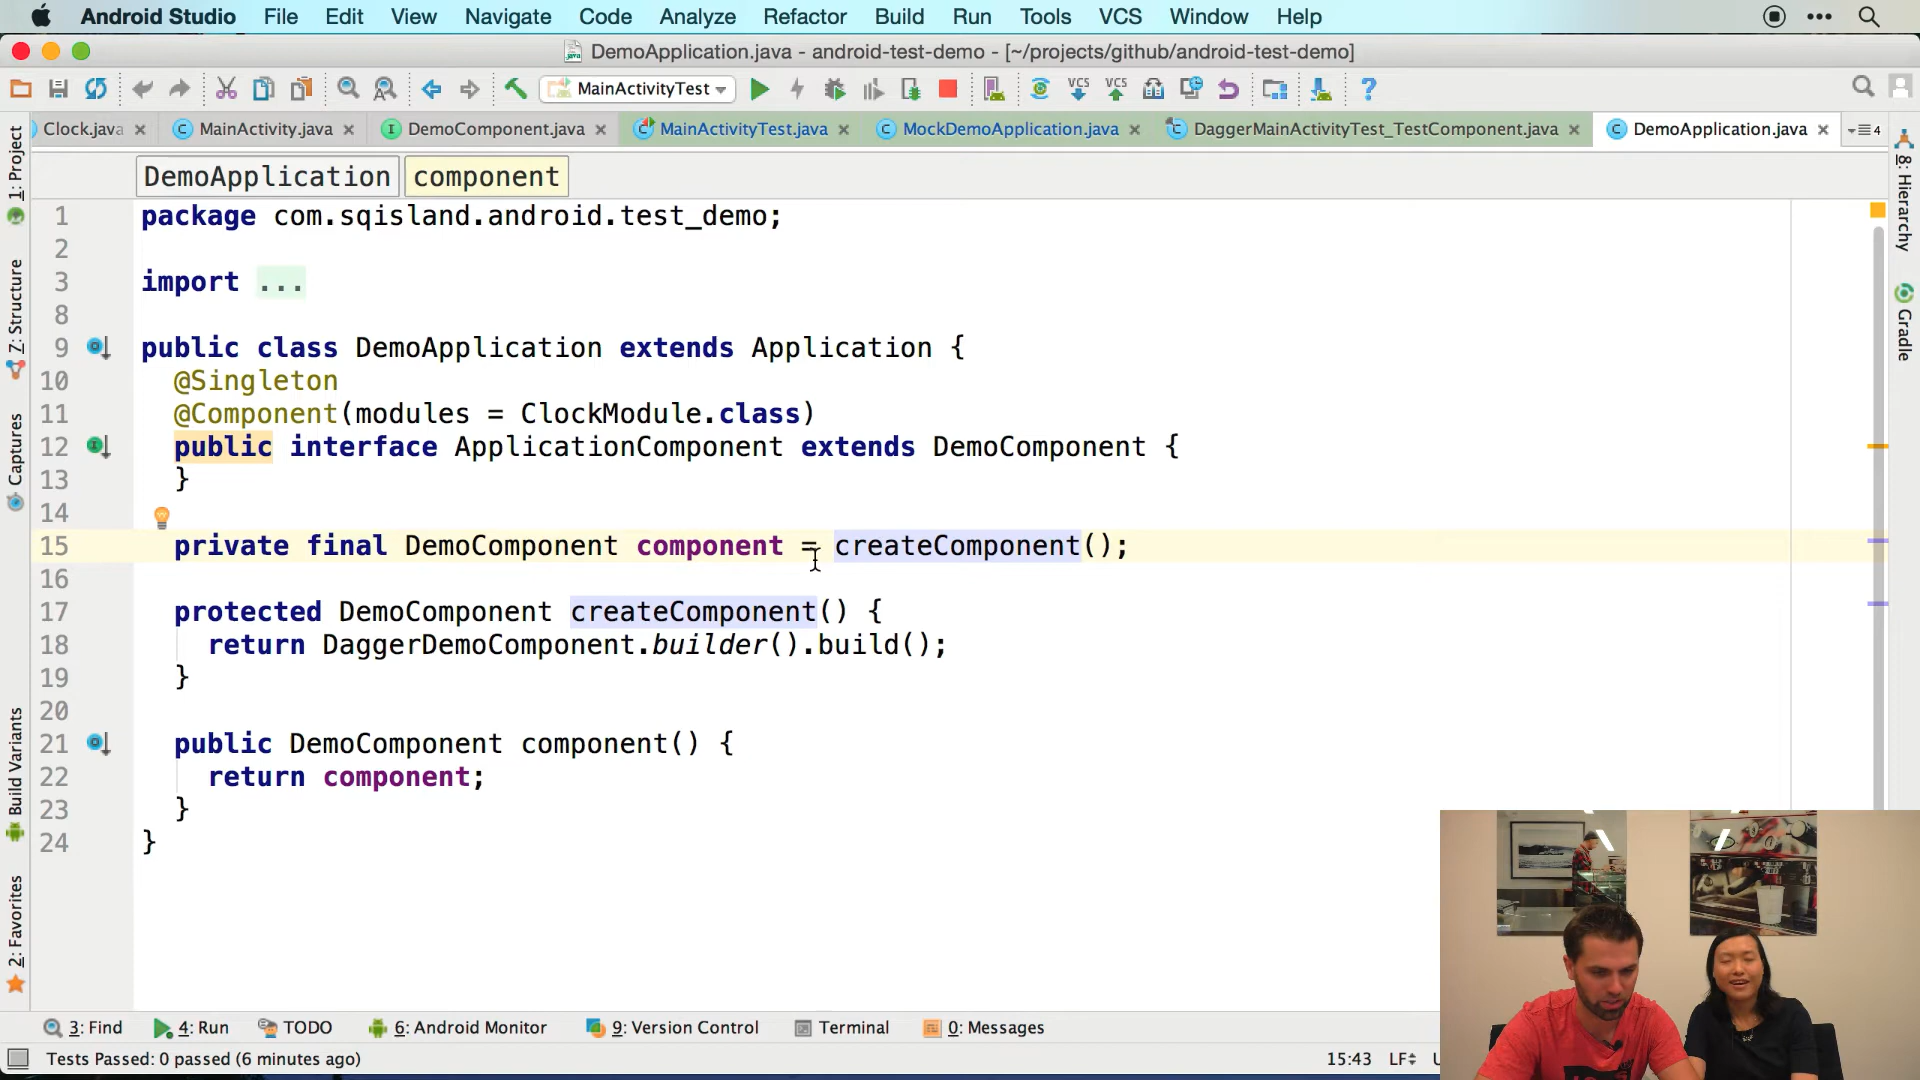 Android Studio File Edit View Navigate Code Analyze Refactor Build Run Tools VCS Window Help
DemoApplication.java - android-test-demo - [~/projects/github/android-test-demo]
MainActivityTest VCS VCS ?
Clock.java MainActivity.java DemoComponent.java MainActivityTest.java MockDemoApplication.java DaggerMainActivityTest_TestComponent.java DemoApplication.java 4
DemoApplication component
1 package com.sqisland.android.test_demo;
2
3 import ...
8
9 public class DemoApplication extends Application {
10 @Singleton
11 @Component(modules = ClockModule.class)
12 public interface ApplicationComponent extends DemoComponent {
13 }
14
15 private final DemoComponent component = createComponent();
16
17 protected DemoComponent createComponent() {
18 return DaggerDemoComponent.builder().build();
19 }
20
21 public DemoComponent component() {
22 return component;
23 }
24 }
1: Project
7: Structure
Captures
Build Variants
2: Favorites
8: Hierarchy
Gradle
3: Find 4: Run TODO 6: Android Monitor 9: Version Control Terminal 0: Messages
Tests Passed: 0 passed (6 minutes ago) 15:43 LF